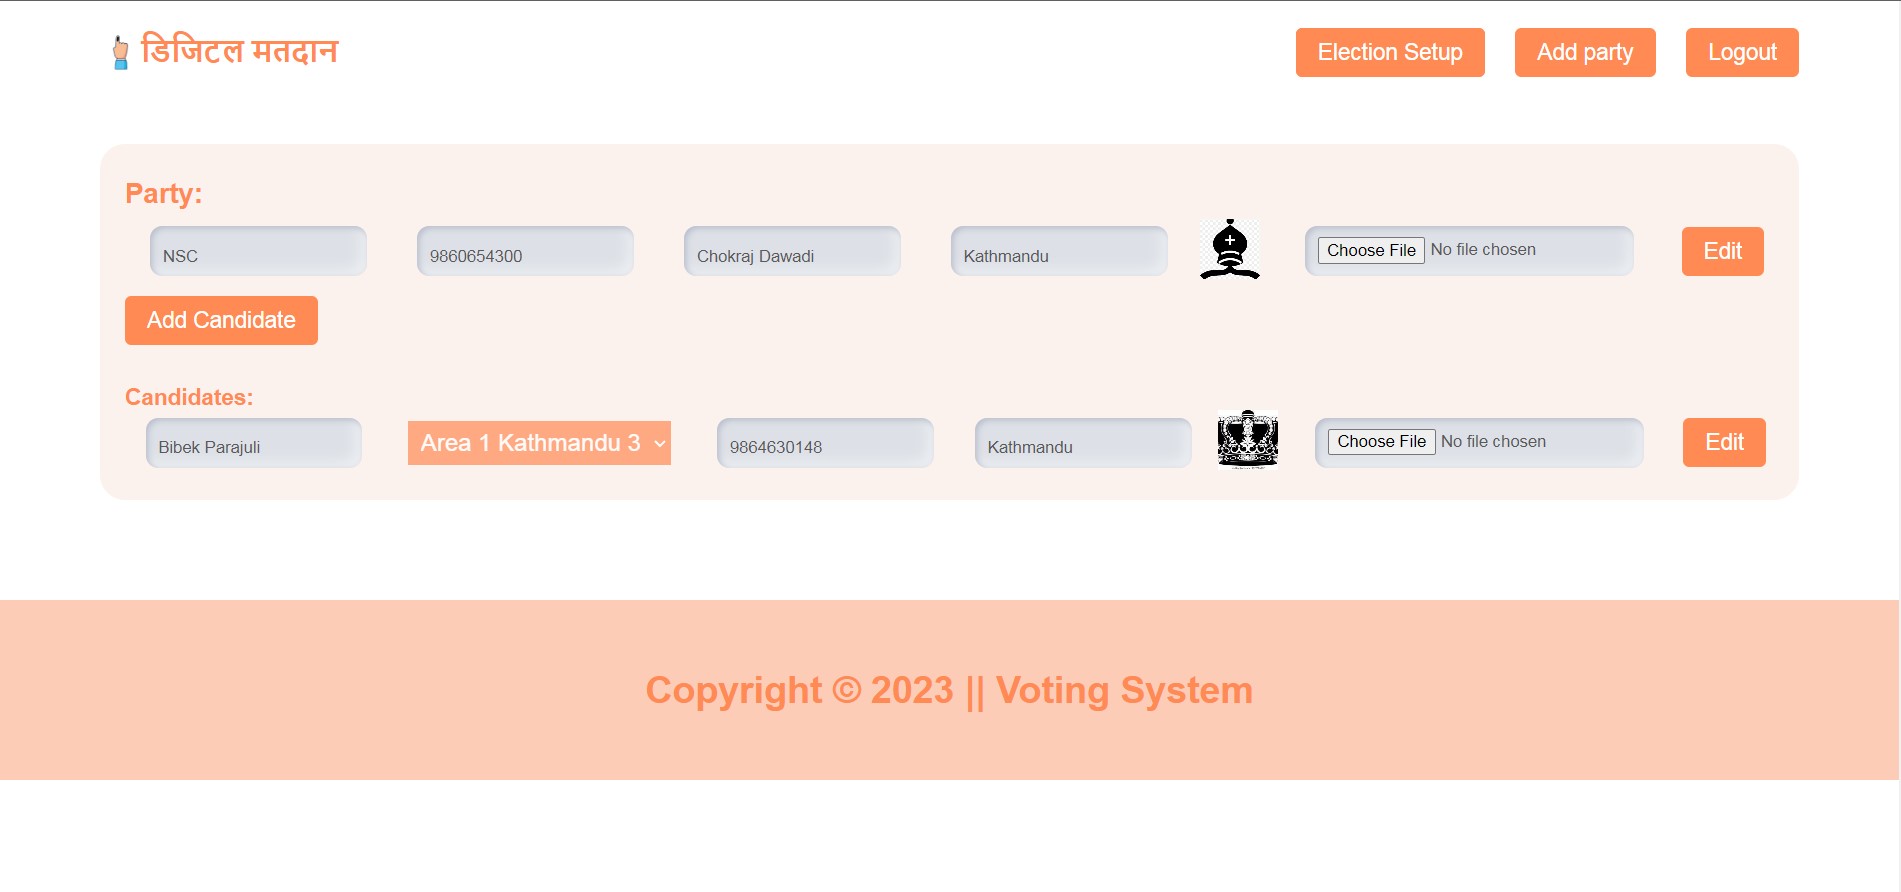 डिजिटल मतदान
Election Setup
Add party
Logout
Party:
NSC
9860654300
Chokraj Dawadi
Kathmandu
Choose File No file chosen
Edit
Add Candidate
Candidates:
Bibek Parajuli
Area 1 Kathmandu 3
9864630148
Kathmandu
Choose File No file chosen
Edit
Copyright © 2023 || Voting System